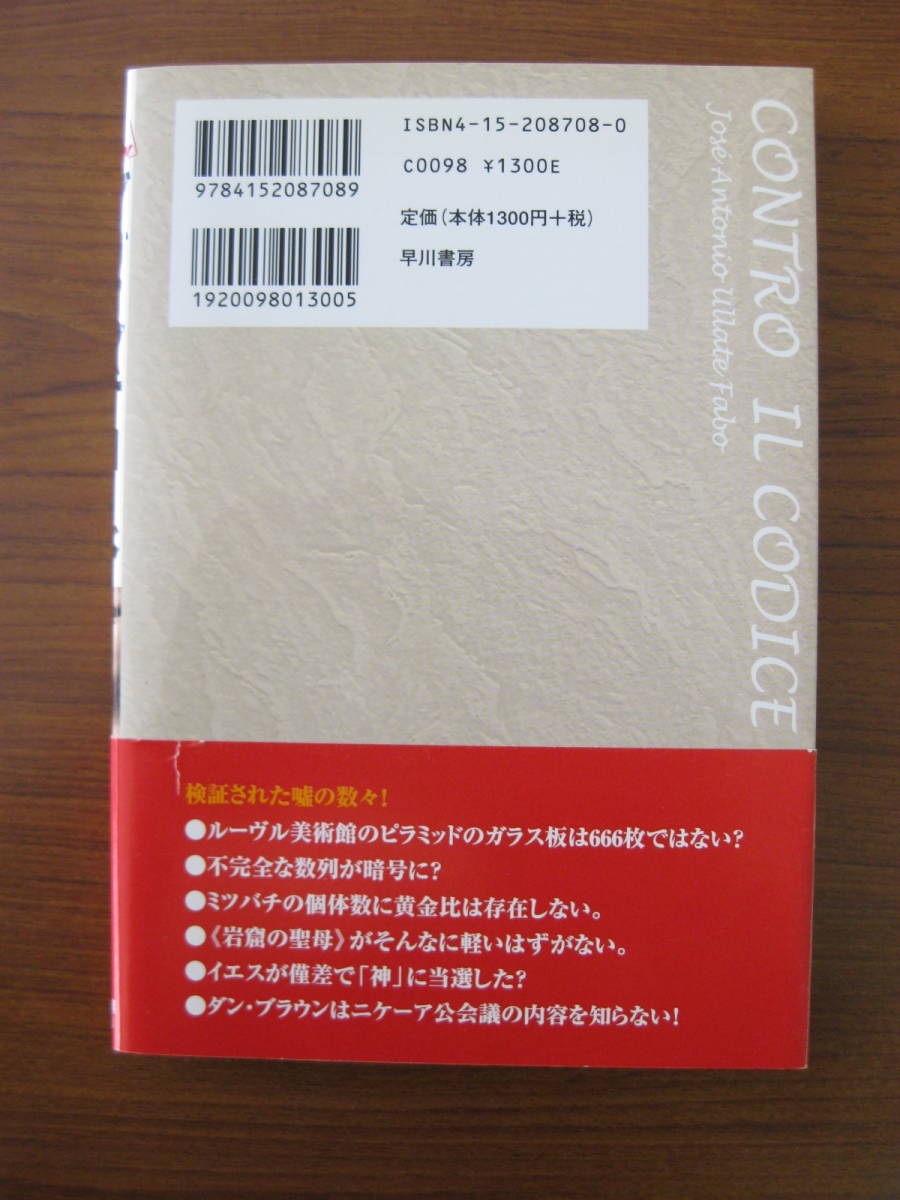 ISBN4-15-208708-0
C0098 ¥1300E
9784152087089
定価(本体1300円+税)
早川書房
1920098013005
CONTRO IL CODICE
José Antonio Ullate Fabo
検証された嘘の数々!
●ルーヴル美術館のピラミッドのガラス板は666枚ではない?
●不完全な数列が暗号に?
●ミツバチの個体数に黄金比は存在しない。
●《岩窟の聖母》がそんなに軽いはずがない。
●イエスが僅差で「神」に当選した?
●ダン・ブラウンはニケーア公会議の内容を知らない!